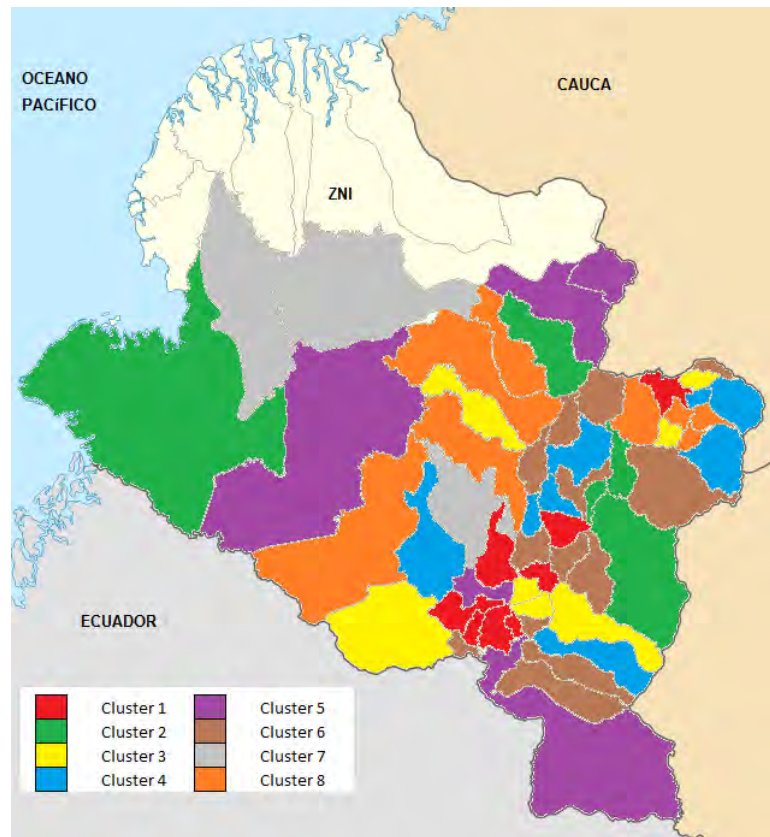 OCEANO
PACíFICO
CAUCA
ZNI
ECUADOR
Cluster 1
Cluster 5
Cluster 2
Cluster 6
Cluster 3
Cluster 7
Cluster 4
Cluster 8